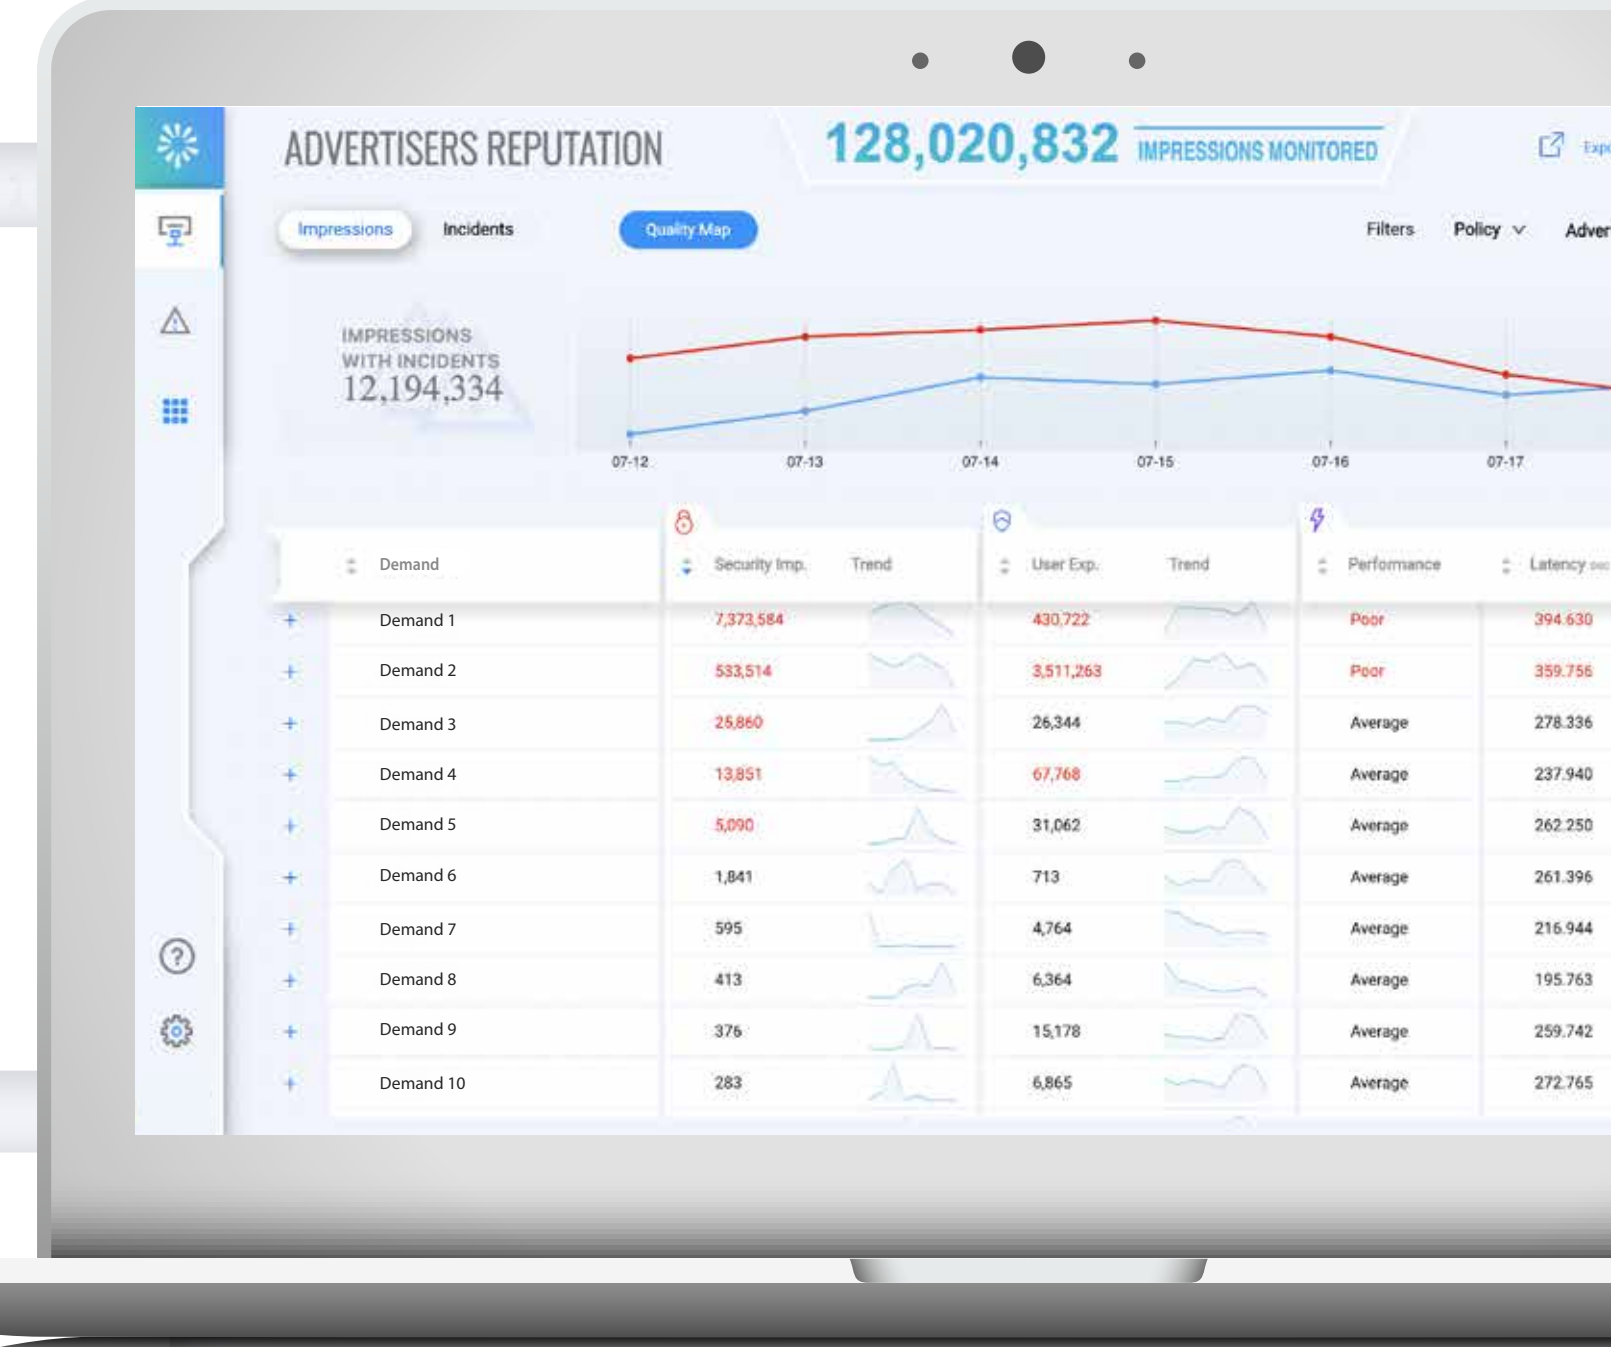 ADVERTISERS REPUTATION
128,020,832 IMPRESSIONS MONITORED
Impressions Incidents Quality Map Filters Policy
IMPRESSIONS
WITH INCIDENTS
12,194,334
07-12 07-13 07-14 07-15 07-16 07-17
Demand Security Imp. Trend User Exp. Trend Performance Latency sec
Demand 1 7,373,584 430,722 Poor 394.630
Demand 2 533,514 3,511,263 Poor 359.756
Demand 3 25,860 26,344 Average 278.336
Demand 4 13,851 67,768 Average 237.940
Demand 5 5,090 31,062 Average 262.250
Demand 6 1,841 713 Average 261.396
Demand 7 595 4,764 Average 216.944
Demand 8 413 6,364 Average 195.763
Demand 9 376 15,178 Average 259.742
Demand 10 283 6,865 Average 272.765